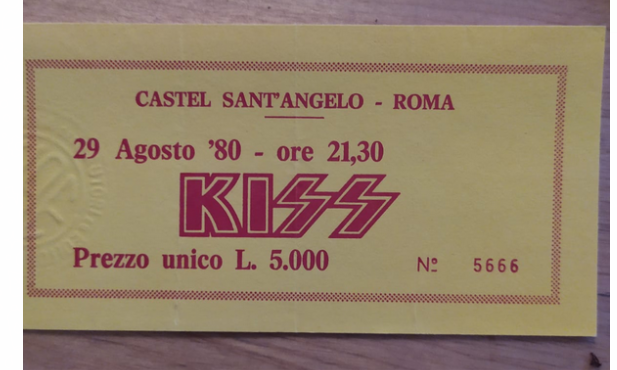 CASTEL SANT'ANGELO - ROMA
29 Agosto '80 - ore 21,30
KISS
Prezzo unico L. 5.000 Nº 5666